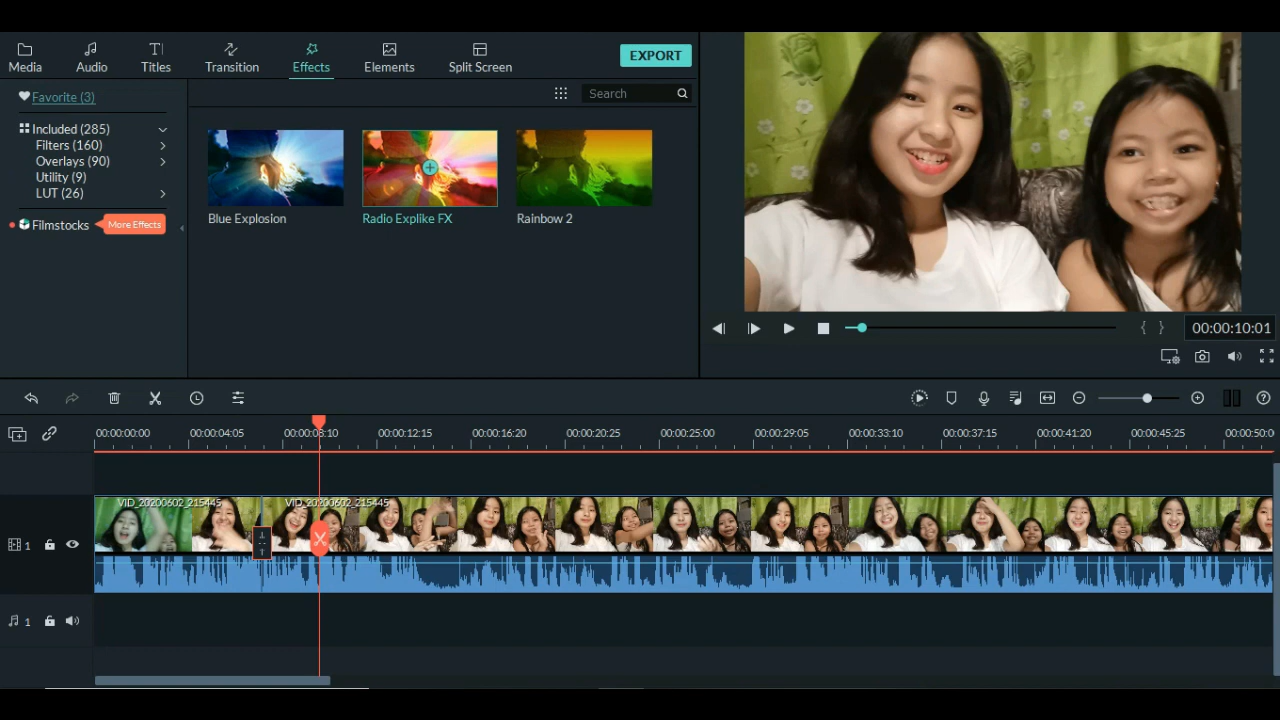 Media Audio Titles Transition Effects Elements Split Screen EXPORT
Favorite (3)
Search
Included (285)
Filters (160)
Overlays (90)
Utility (9)
LUT (26)
Filmstocks More Effects
Blue Explosion Radio Explike FX Rainbow 2
00:00:10:01
00:00:00:00 00:00:04:05 00:00:08:10 00:00:12:15 00:00:16:20 00:00:20:25 00:00:25:00 00:00:29:05 00:00:33:10 00:00:37:15 00:00:41:20 00:00:45:25 00:00:50:0
VID_20200602_215445 VID_20200602_215445
1
1